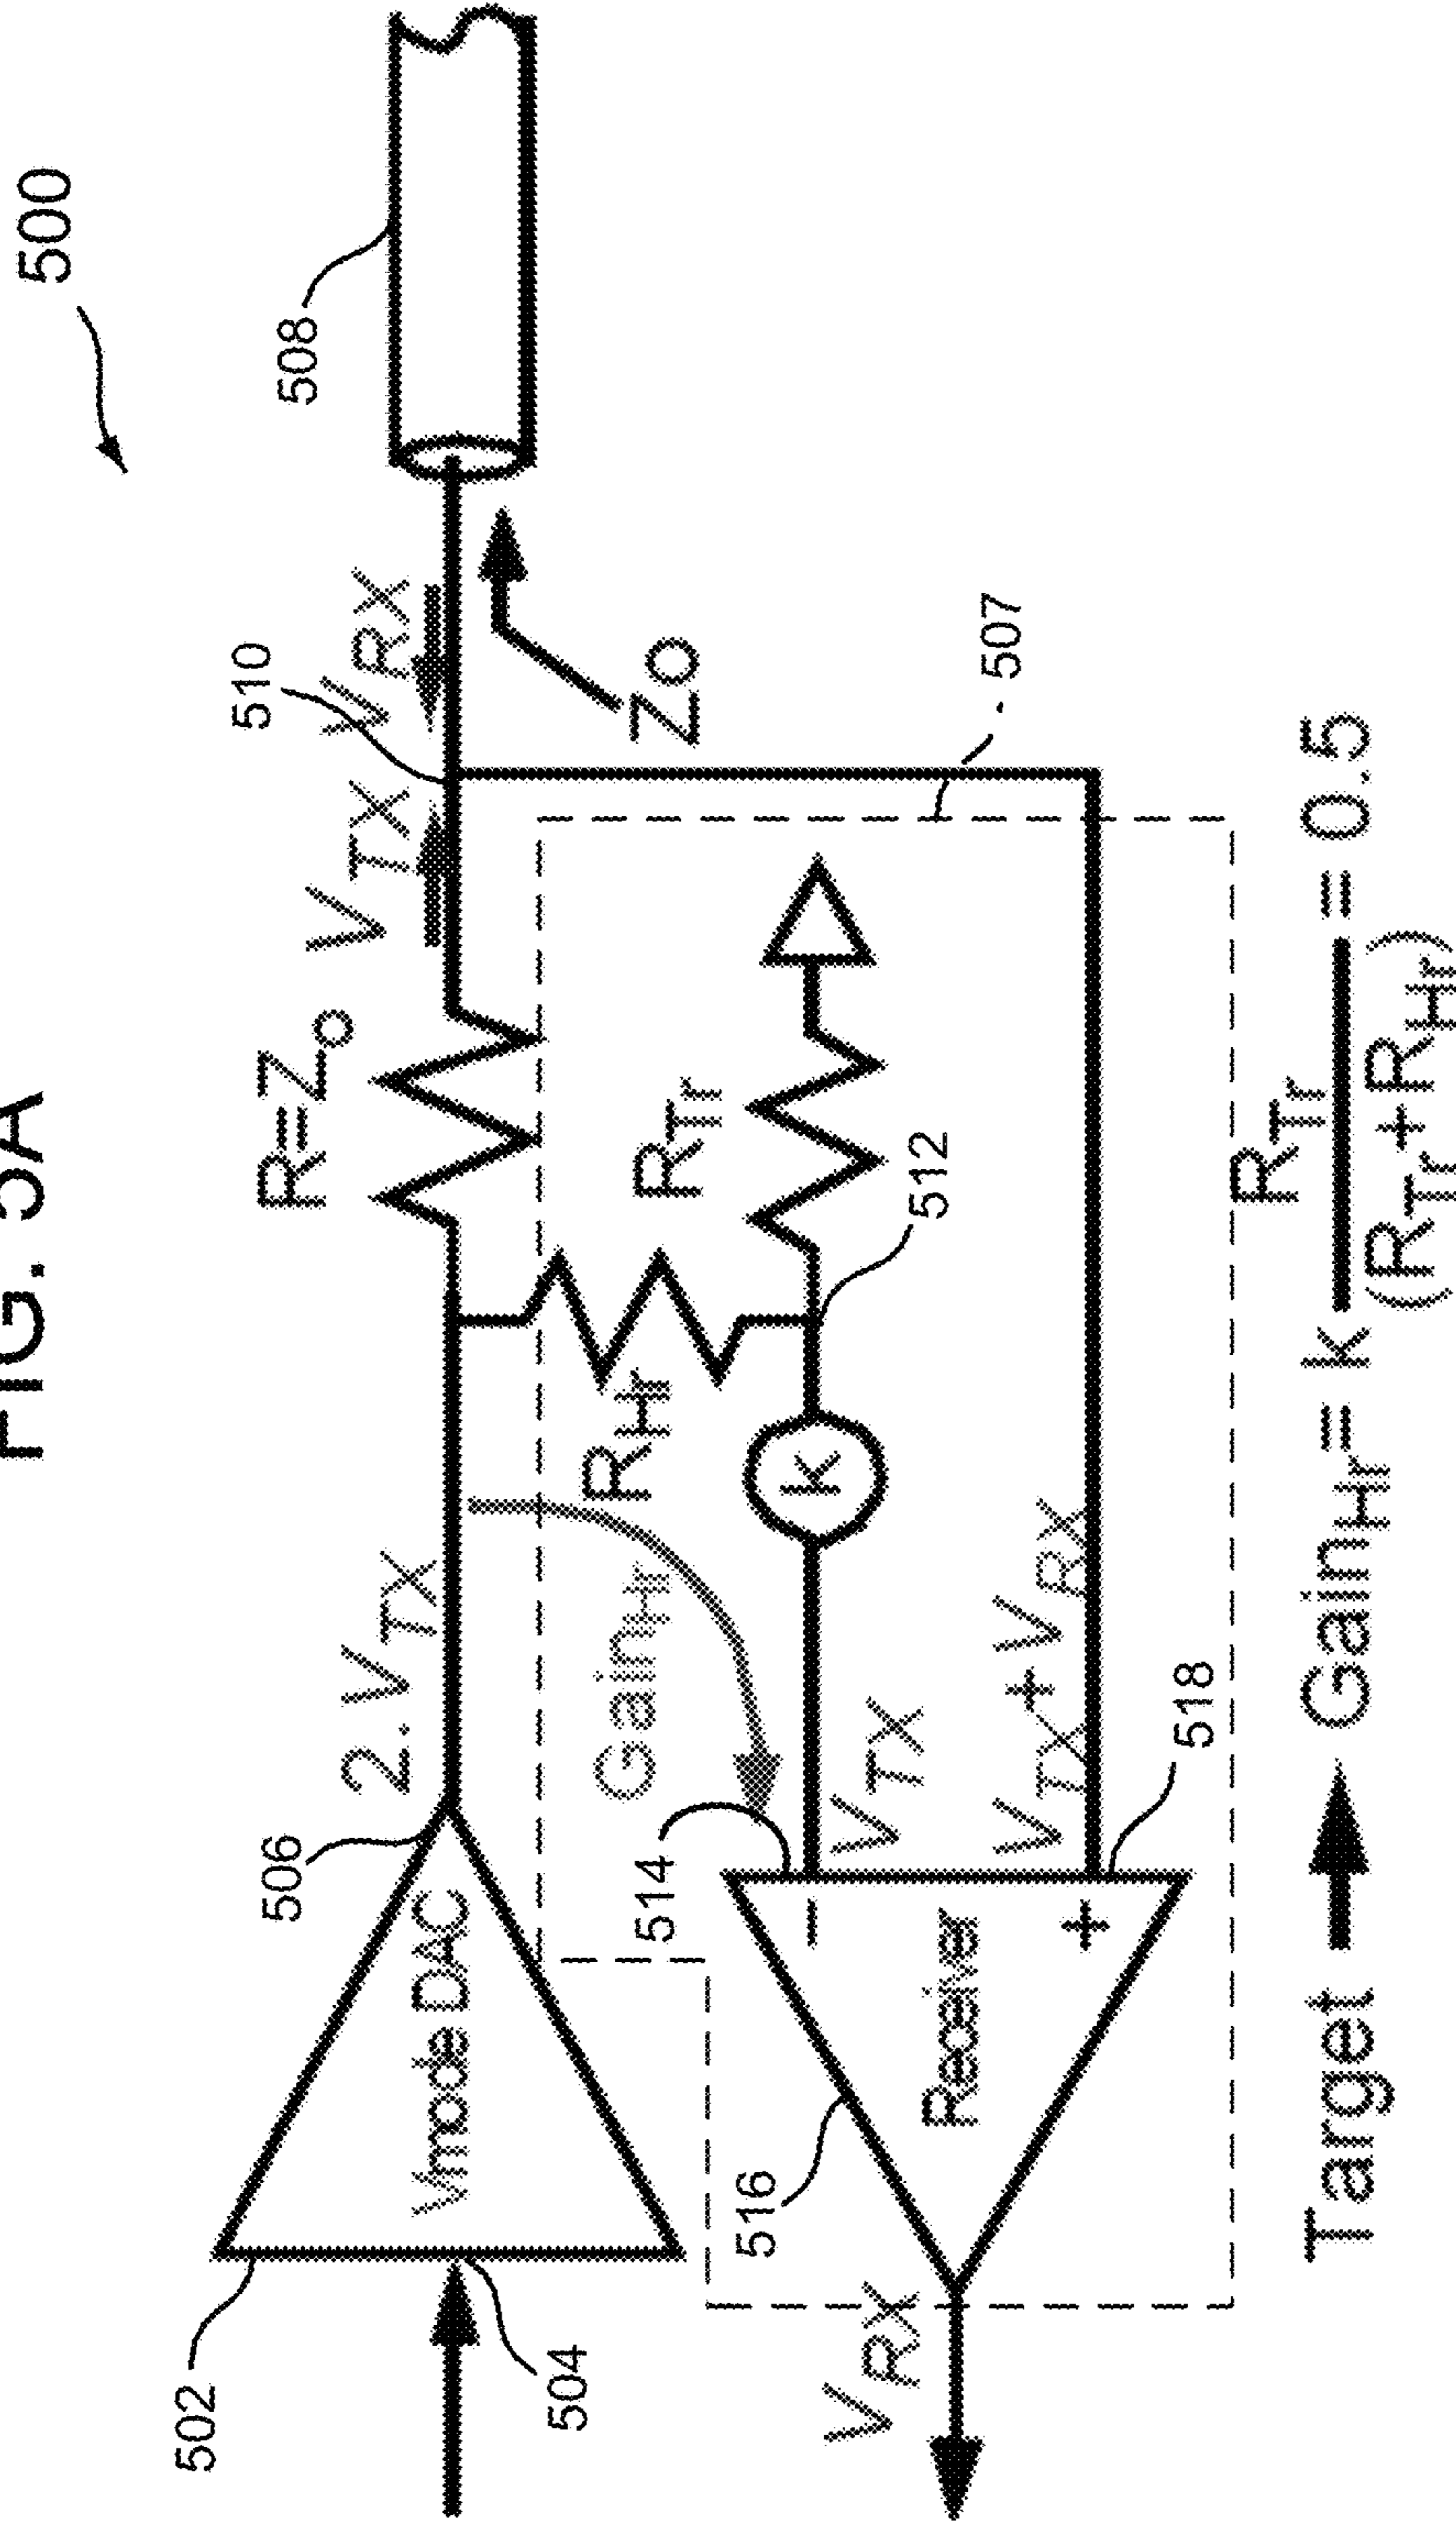 FIG. 5A
500
502
504
Vmode DAC
506
2.VTX
R=Zo
VTX
510
VRX
508
Zo
GainHr
RHr
RTr
k
512
507
514
VTX
VTX+VRX
518
-
+
Receiver
516
VRX
Target
GainHr = k RTr/(RTr+RHr) = 0.5